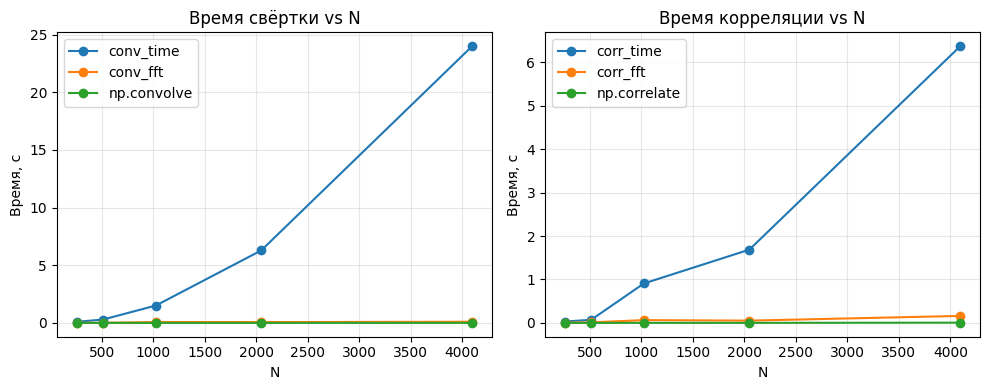 Время свёртки vs N
Время, с
25
20
15
10
5
0
conv_time
conv_fft
np.convolve
500 1000 1500 2000 2500 3000 3500 4000
N
Время корреляции vs N
Время, с
6
5
4
3
2
1
0
corr_time
corr_fft
np.correlate
500 1000 1500 2000 2500 3000 3500 4000
N